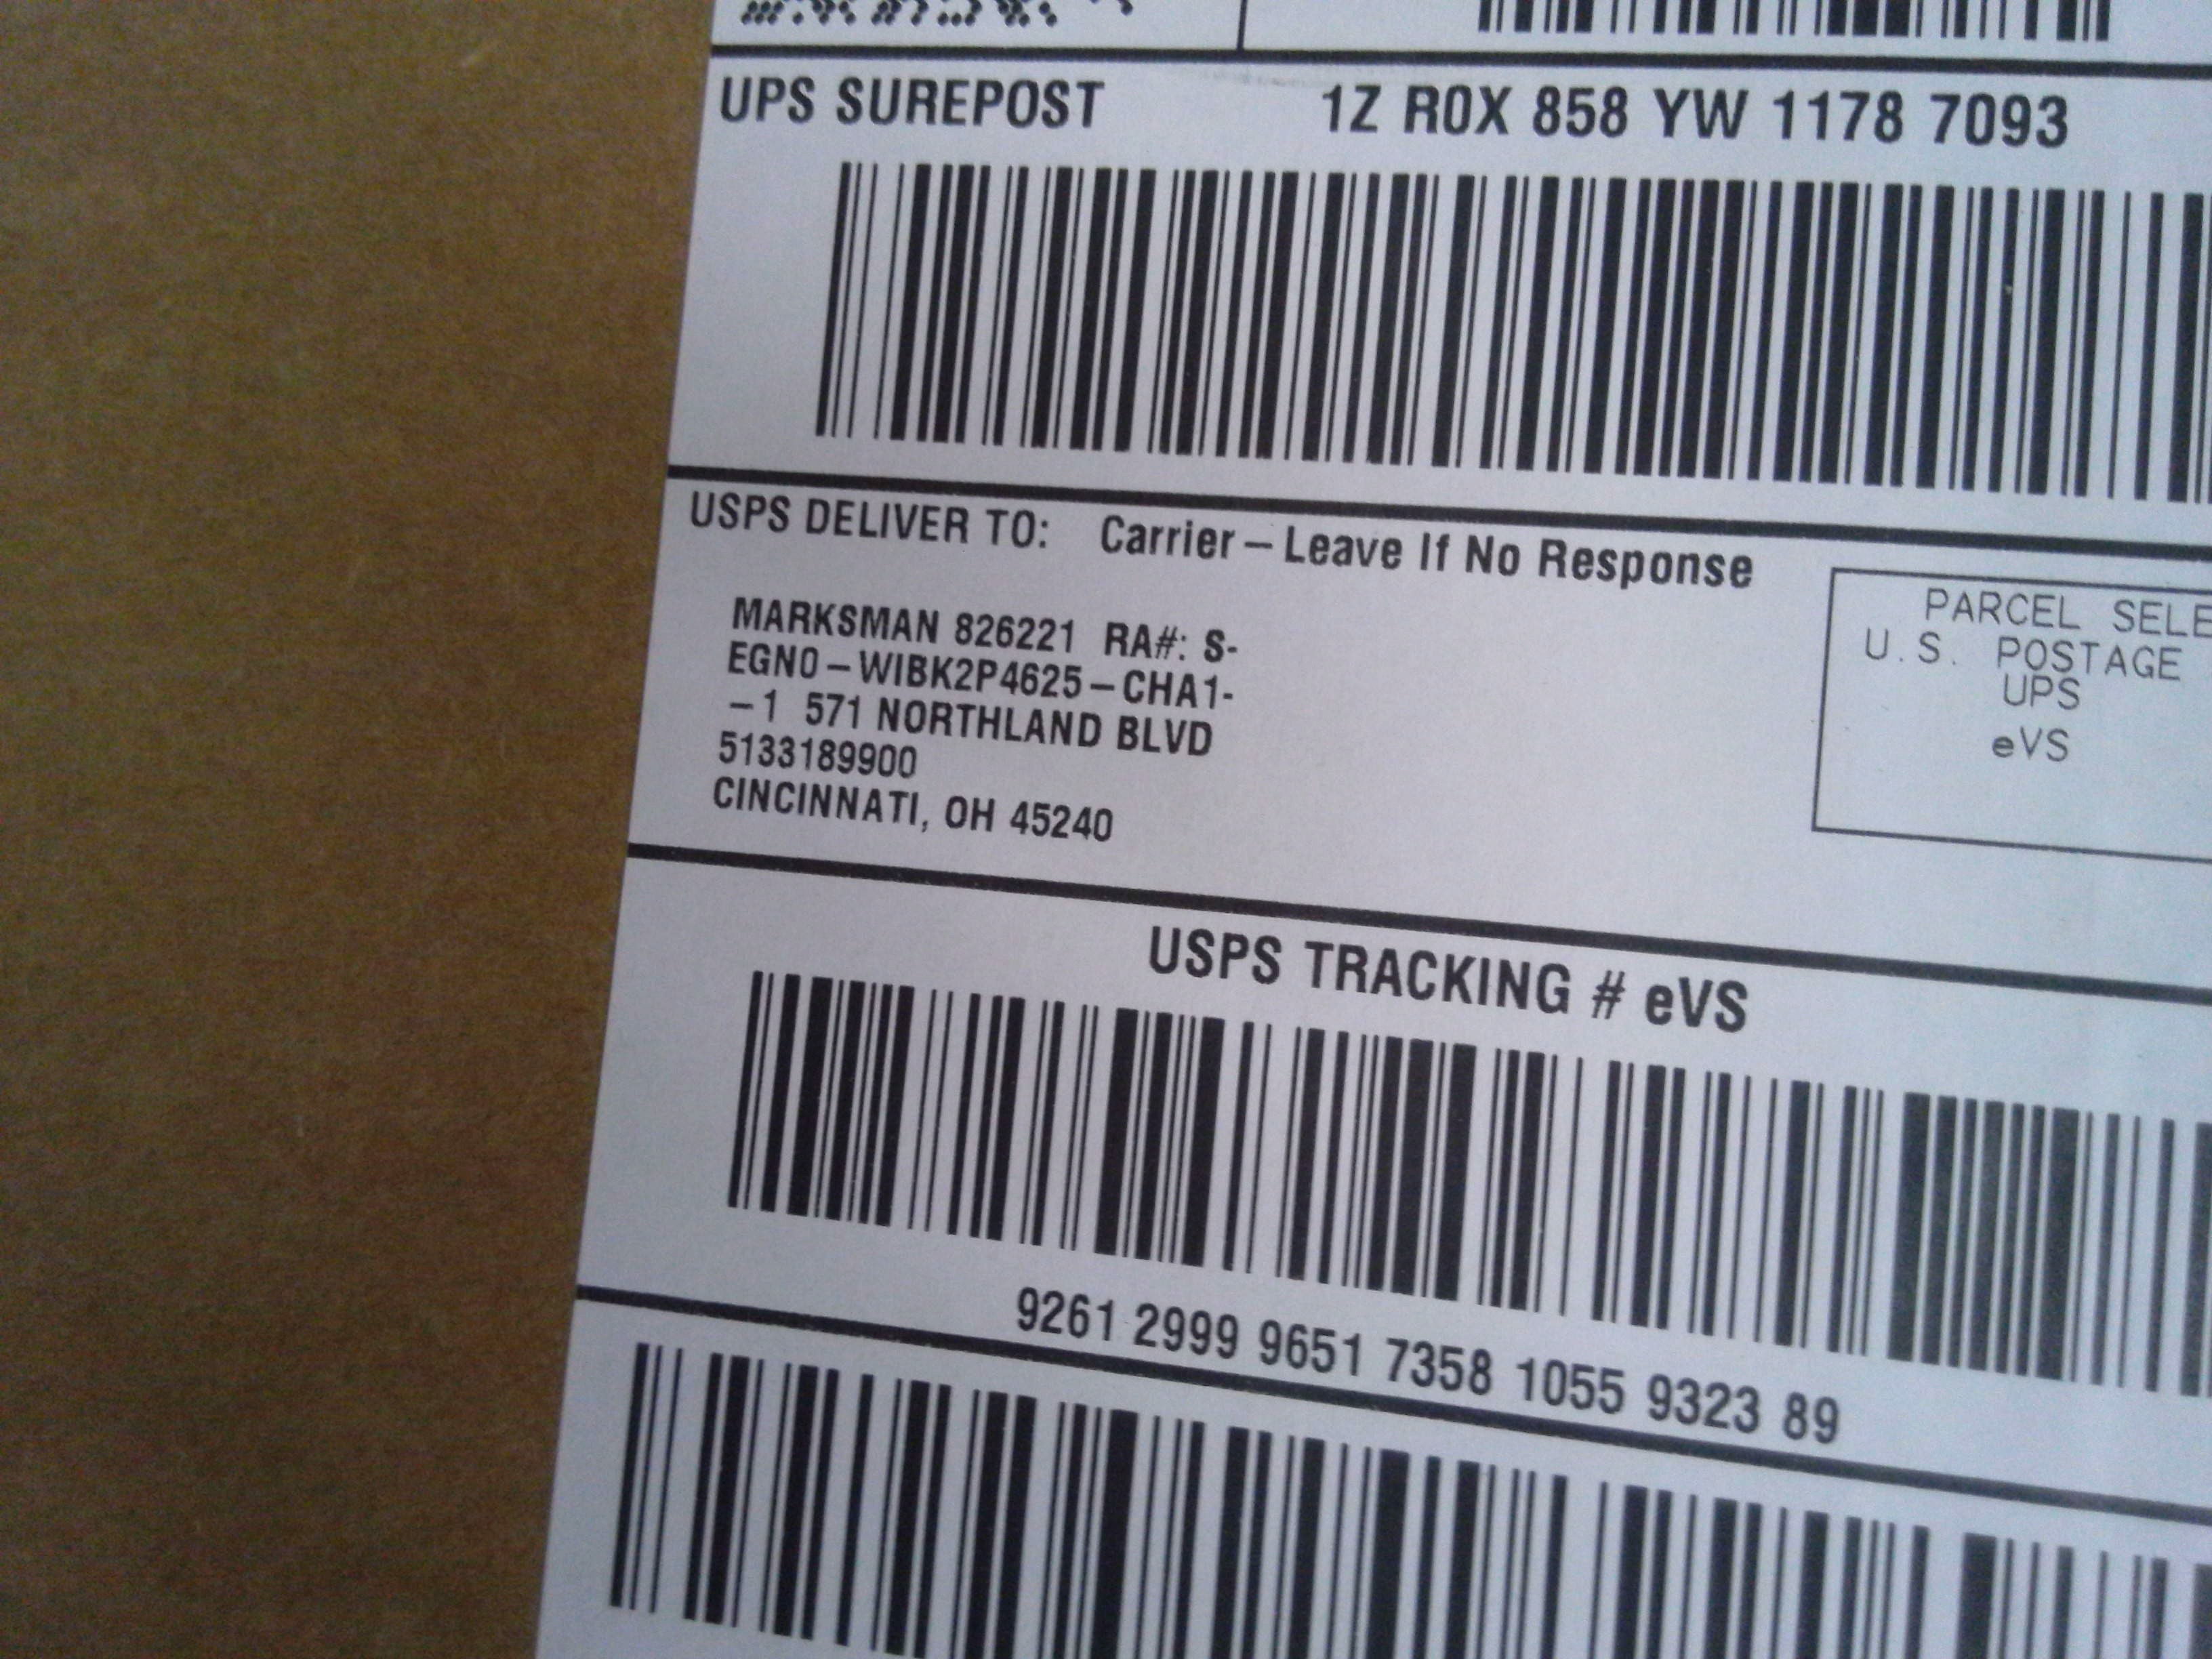 UPS SUREPOST 1Z R0X 858 YW 1178 7093
USPS DELIVER TO: Carrier – Leave If No Response
MARKSMAN 826221 RA#: S-
EGN0 – WIBK2P4625 – CHA1-
– 1 571 NORTHLAND BLVD
5133189900
CINCINNATI, OH 45240
PARCEL SELE
U.S. POSTAGE
UPS
eVS
USPS TRACKING # eVS
9261 2999 9651 7358 1055 9323 89